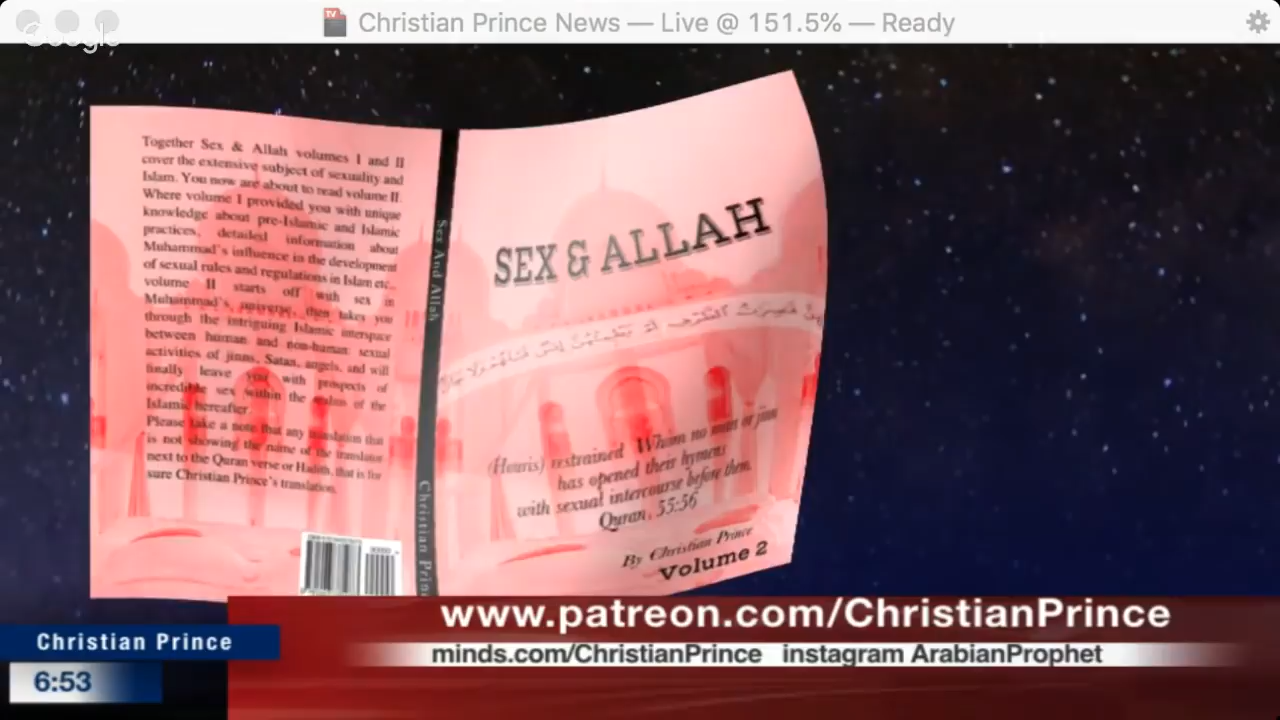 Christian Prince News — Live @ 151.5% — Ready
Google
Together Sex & Allah volumes I and II
cover the extensive subject of sexuality and
Islam. You now are about to read volume II.
Where volume I provided you with unique
knowledge about pre-Islamic and Islamic
practices, detailed information about
Muhammad's influence in the development
of sexual rules and regulations in Islam etc.,
volume II starts off with sex in
Muhammad's universe, then takes you
through the intriguing Islamic interspace
between human and non-human sexual
activities of jinns, Satan, angels, and will
finally leave you with prospects of
incredible sex within the realms of the
Islamic hereafter.
Please take a note that any translation that
is not showing the name of the translator
next to the Quran verse or Hadith, that is for
sure Christian Prince's translation.
Sex And Allah
Christian Prin
SEX & ALLAH
(Houris) restrained Whom no man or jinn
has opened their hymens
with sexual intercourse before them.
Quran, 55:56
By Christian Prince
Volume 2
www.patreon.com/ChristianPrince
minds.com/ChristianPrince instagram ArabianProphet
Christian Prince
6:53